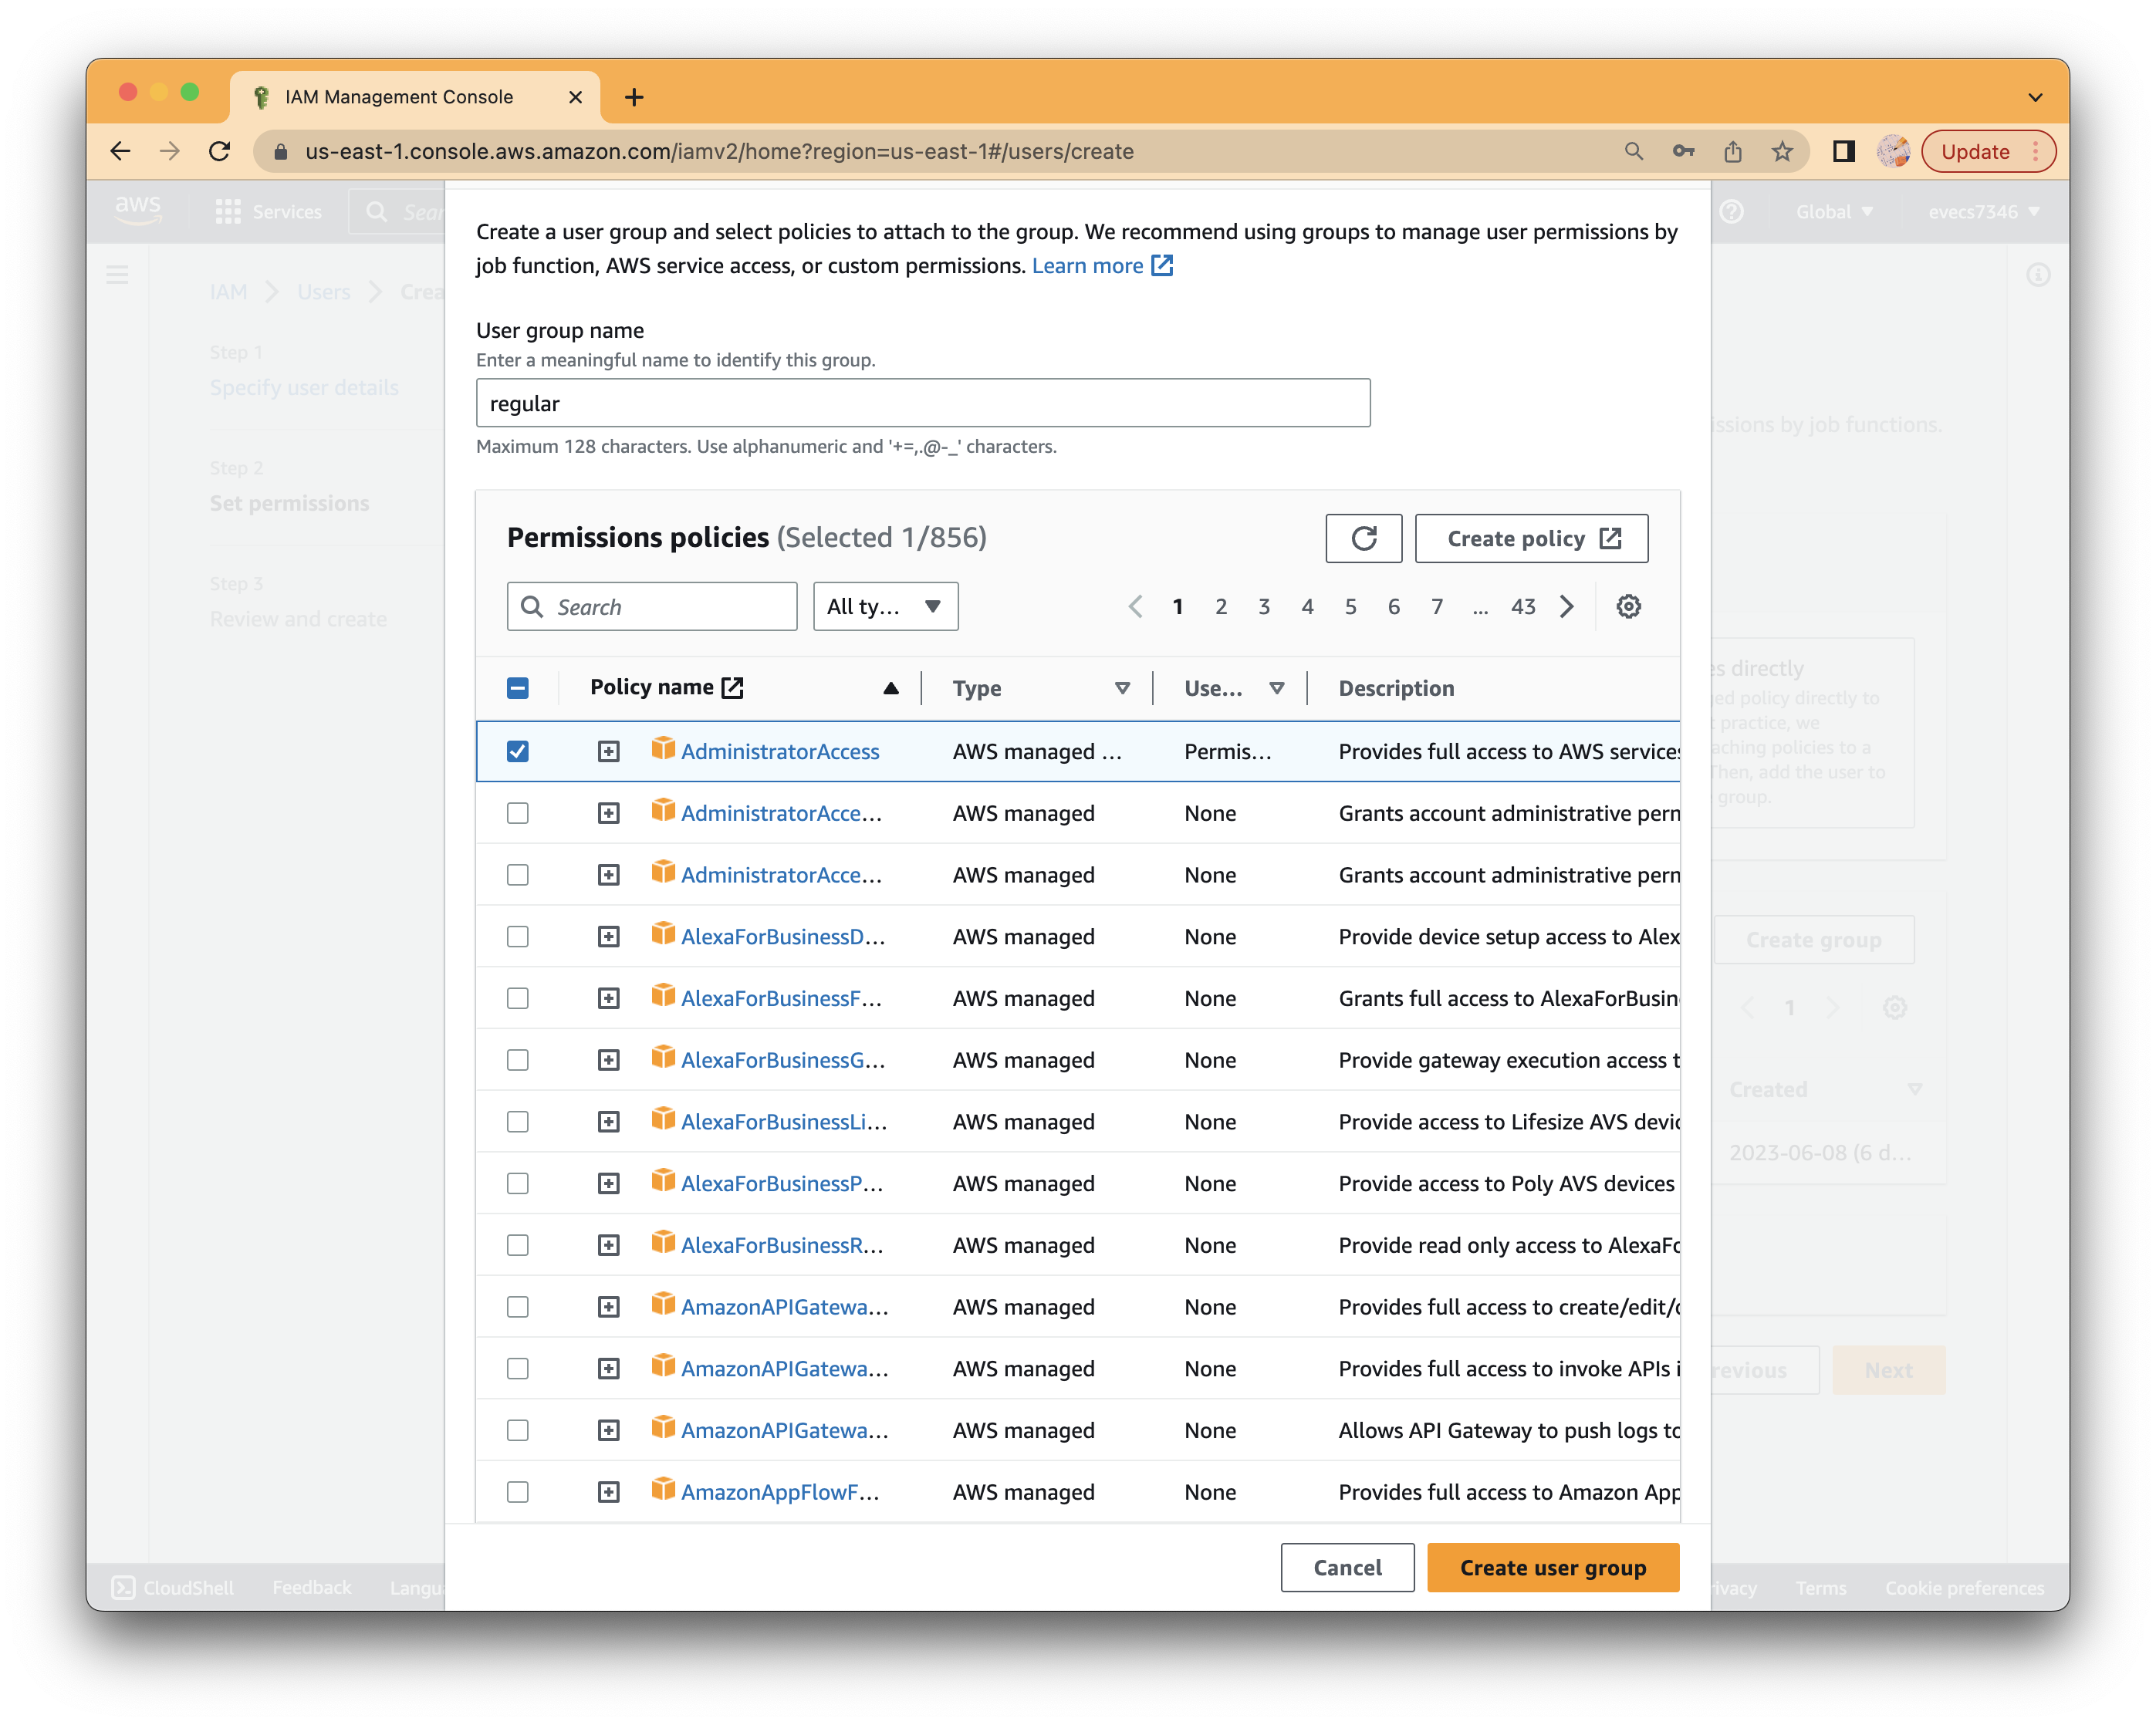 IAM Management Console
us-east-1.console.aws.amazon.com/iamv2/home?region=us-east-1#/users/create
Update
aws
Services
Sear
Global
evecs7346
IAM
Users
Crea
Step 1
Specify user details
Step 2
Set permissions
Step 3
Review and create
Create a user group and select policies to attach to the group. We recommend using groups to manage user permissions by
job function, AWS service access, or custom permissions. Learn more
User group name
Enter a meaningful name to identify this group.
regular
Maximum 128 characters. Use alphanumeric and '+=,.@-_' characters.
Permissions policies (Selected 1/856)
Create policy
Search
All ty...
1 2 3 4 5 6 7 ... 43
Policy name Type Use... Description
AdministratorAccess AWS managed ... Permis... Provides full access to AWS services
AdministratorAcce... AWS managed None Grants account administrative perm
AdministratorAcce... AWS managed None Grants account administrative perm
AlexaForBusinessD... AWS managed None Provide device setup access to Alex
AlexaForBusinessF... AWS managed None Grants full access to AlexaForBusin
AlexaForBusinessG... AWS managed None Provide gateway execution access t
AlexaForBusinessLi... AWS managed None Provide access to Lifesize AVS devic
AlexaForBusinessP... AWS managed None Provide access to Poly AVS devices
AlexaForBusinessR... AWS managed None Provide read only access to AlexaFo
AmazonAPIGatewa... AWS managed None Provides full access to create/edit/d
AmazonAPIGatewa... AWS managed None Provides full access to invoke APIs i
AmazonAPIGatewa... AWS managed None Allows API Gateway to push logs to
AmazonAppFlowF... AWS managed None Provides full access to Amazon App
Cancel
Create user group
issions by job functions.
es directly
ged policy directly to
t practice, we
aching policies to a
Then, add the user to
group.
Create group
1
Created
2023-06-08 (6 d...
revious
Next
CloudShell
Feedback
Langu
rivacy
Terms
Cookie preferences